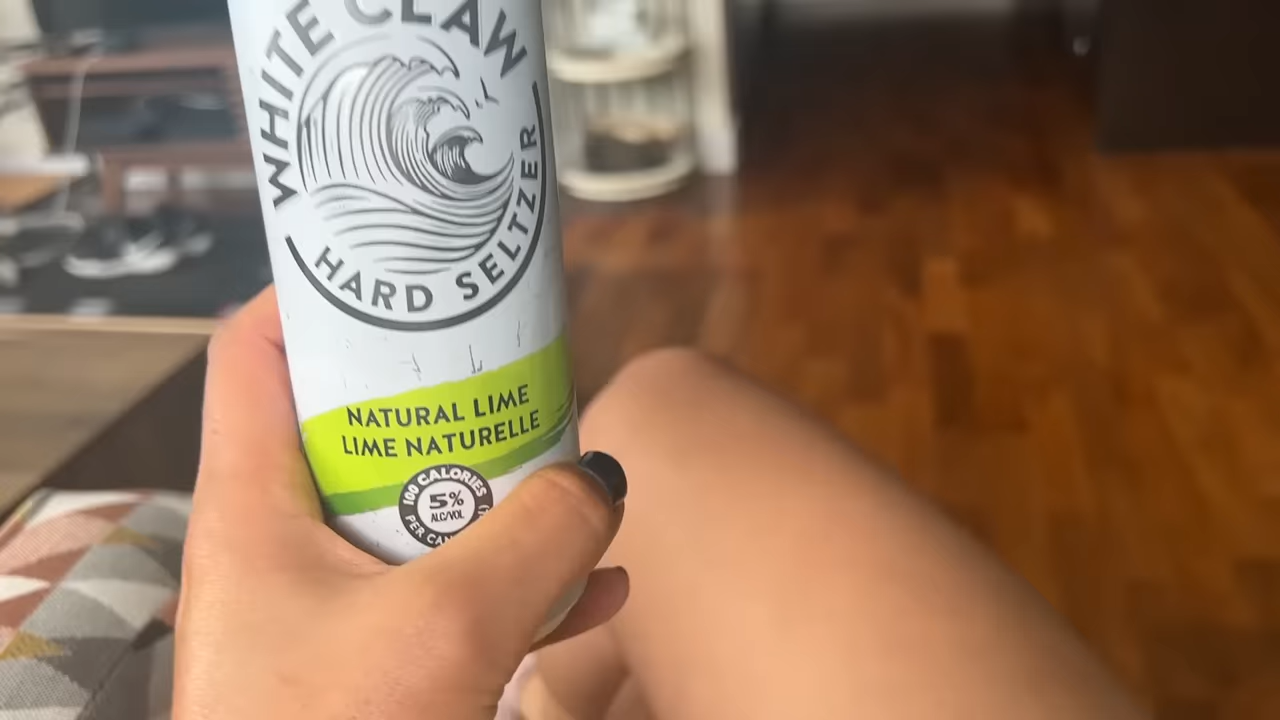 WHITE CLAW
HARD SELTZER
NATURAL LIME
LIME NATURELLE
100 CALORIES
5%
ALC/VOL
PER CAN